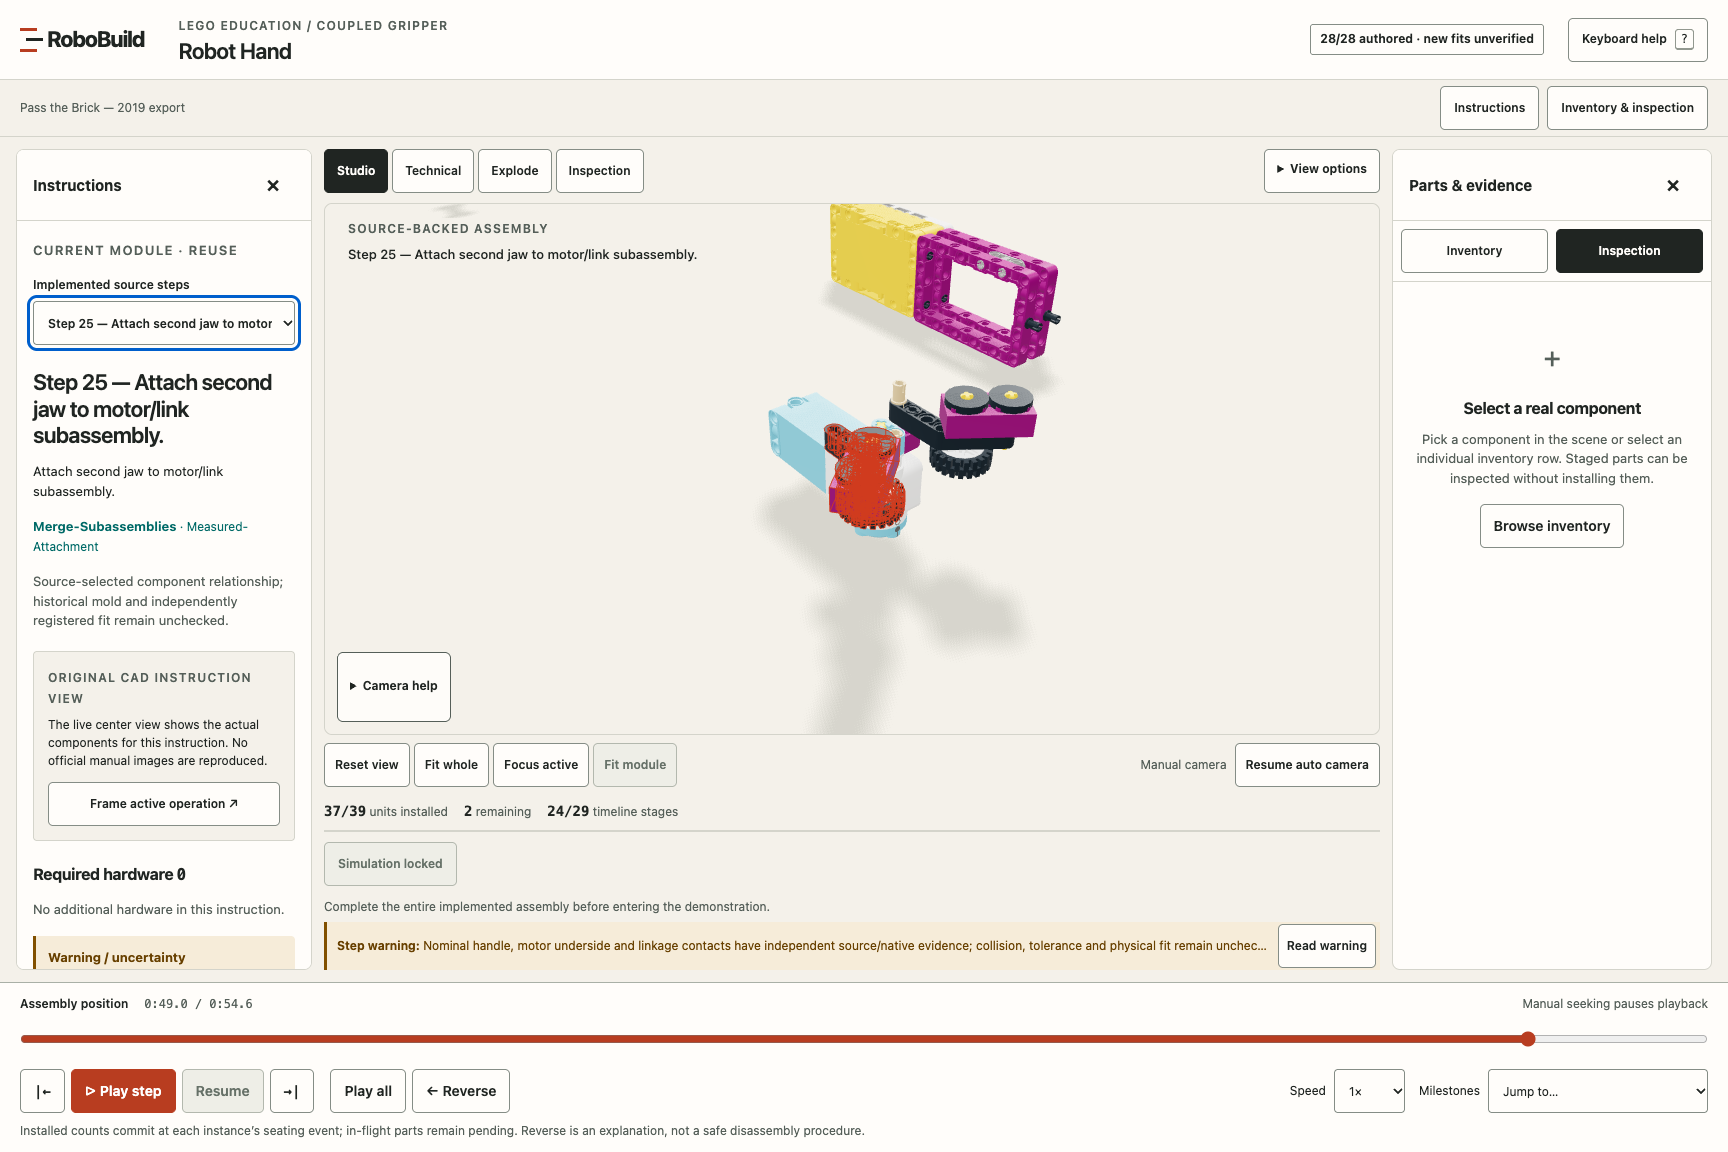 RoboBuild
LEGO EDUCATION / COUPLED GRIPPER
Robot Hand
28/28 authored · new fits unverified
Keyboard help ?
Pass the Brick — 2019 export
Instructions
Inventory & inspection
Instructions
×
CURRENT MODULE · REUSE
Implemented source steps
Step 25 — Attach second jaw to motor
Step 25 — Attach second
jaw to motor/link
subassembly.
Attach second jaw to motor/link
subassembly.
Merge-Subassemblies · Measured-
Attachment
Source-selected component relationship;
historical mold and independently
registered fit remain unchecked.
ORIGINAL CAD INSTRUCTION
VIEW
The live center view shows the actual
components for this instruction. No
official manual images are reproduced.
Frame active operation ↗
Required hardware 0
No additional hardware in this instruction.
Warning / uncertainty
Studio
Technical
Explode
Inspection
▶ View options
SOURCE-BACKED ASSEMBLY
Step 25 — Attach second jaw to motor/link subassembly.
▶ Camera help
Reset view
Fit whole
Focus active
Fit module
Manual camera
Resume auto camera
37/39 units installed 2 remaining 24/29 timeline stages
Simulation locked
Complete the entire implemented assembly before entering the demonstration.
Step warning: Nominal handle, motor underside and linkage contacts have independent source/native evidence; collision, tolerance and physical fit remain unchec...
Read warning
Parts & evidence
×
Inventory
Inspection
+
Select a real component
Pick a component in the scene or select an
individual inventory row. Staged parts can be
inspected without installing them.
Browse inventory
Assembly position 0:49.0 / 0:54.6
Manual seeking pauses playback
|←
▷ Play step
Resume
→|
Play all
← Reverse
Speed
1×
Milestones
Jump to...
Installed counts commit at each instance's seating event; in-flight parts remain pending. Reverse is an explanation, not a safe disassembly procedure.